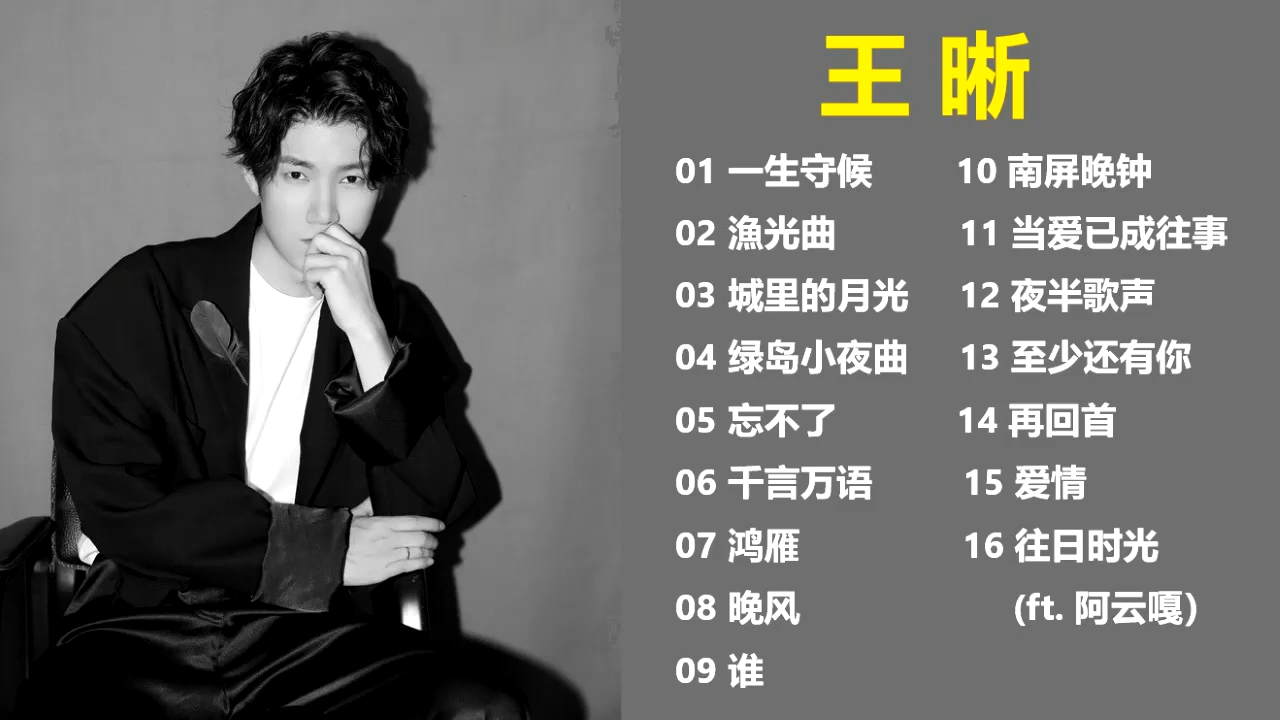 王 晰
01 一生守候
02 漁光曲
03 城里的月光
04 绿岛小夜曲
05 忘不了
06 千言万语
07 鸿雁
08 晚风
09 谁
10 南屏晚钟
11 当爱已成往事
12 夜半歌声
13 至少还有你
14 再回首
15 爱情
16 往日时光
(ft. 阿云嘎)